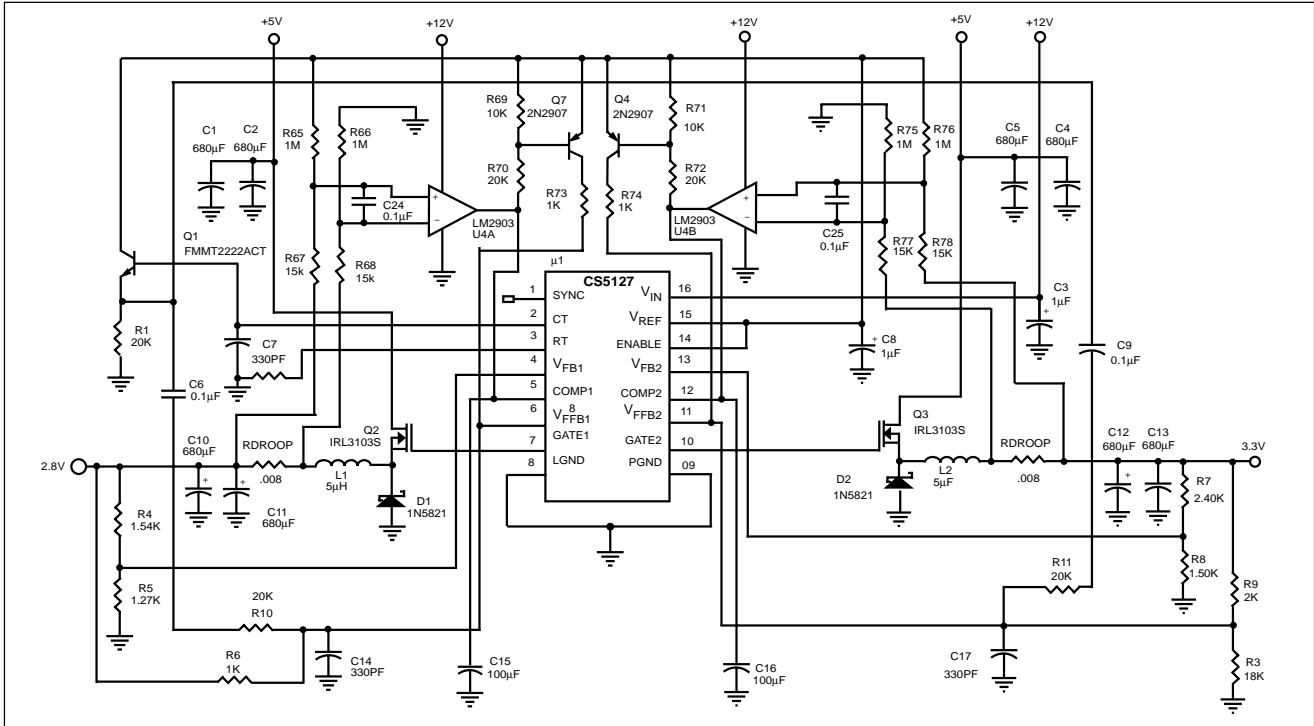 +5V
+12V
+12V
+5V
+12V
R69
10K
Q7
2N2907
Q4
2N2907
R71
10K
C1
680µF
C2
680µF
R65
1M
R66
1M
R75
1M
R76
1M
C5
680µF
C4
680µF
R70
20K
R72
20K
R73
1K
R74
1K
C24
0.1µF
+
−
LM2903
U4A
+
−
LM2903
U4B
C25
0.1µF
Q1
FMMT2222ACT
R67
15k
R68
15k
R77
15K
R78
15K
µ1
CS5127
1
SYNC
2
CT
3
RT
4
VFB1
5
COMP1
6
VFFB1
8
7
GATE1
8
LGND
16
VIN
15
VREF
14
ENABLE
13
VFB2
12
COMP2
11
VFFB2
10
GATE2
09
PGND
R1
20K
C7
330PF
C6
0.1µF
+
C8
1µF
+
C3
1µF
C9
0.1µF
2.8V
C10
680µF
+
RDROOP
.008
+
C11
680µF
L1
5µH
Q2
IRL3103S
D1
1N5821
Q3
IRL3103S
D2
1N5821
L2
5µF
RDROOP
.008
C12
680µF
+
C13
680µF
3.3V
R7
2.40K
R4
1.54K
R5
1.27K
20K
R10
R6
1K
C14
330PF
C15
100µF
C16
100µF
C17
330PF
R11
20K
R8
1.50K
R9
2K
R3
18K